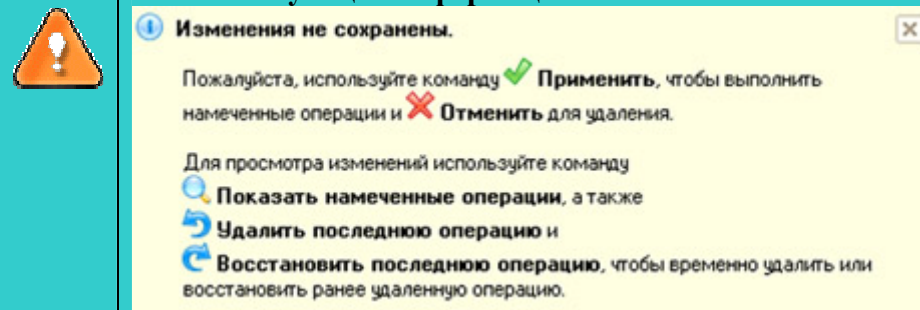 Изменения не сохранены.
Пожалуйста, используйте команду Применить, чтобы выполнить
намеченные операции и Отменить для удаления.
Для просмотра изменений используйте команду
Показать намеченные операции, а также
Удалить последнюю операцию и
Восстановить последнюю операцию, чтобы временно удалить или
восстановить ранее удаленную операцию.